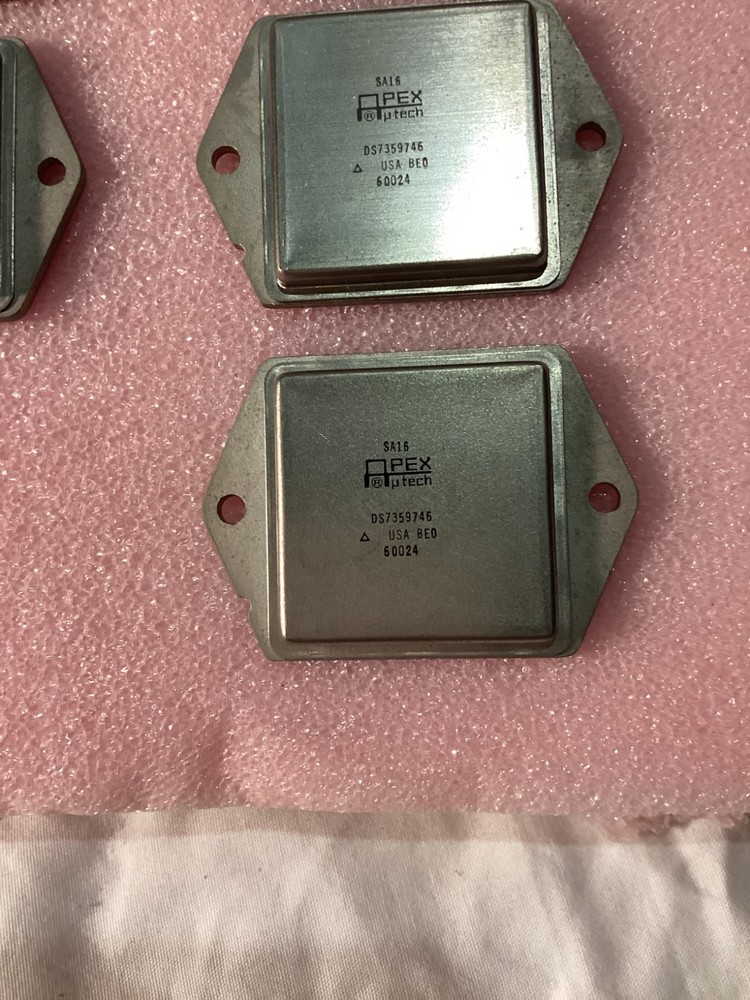 SA16
APEX
® μtech
DS7359746
△ USA BEO
60024
SA16
APEX
® μtech
DS7359746
△ USA BEO
60024